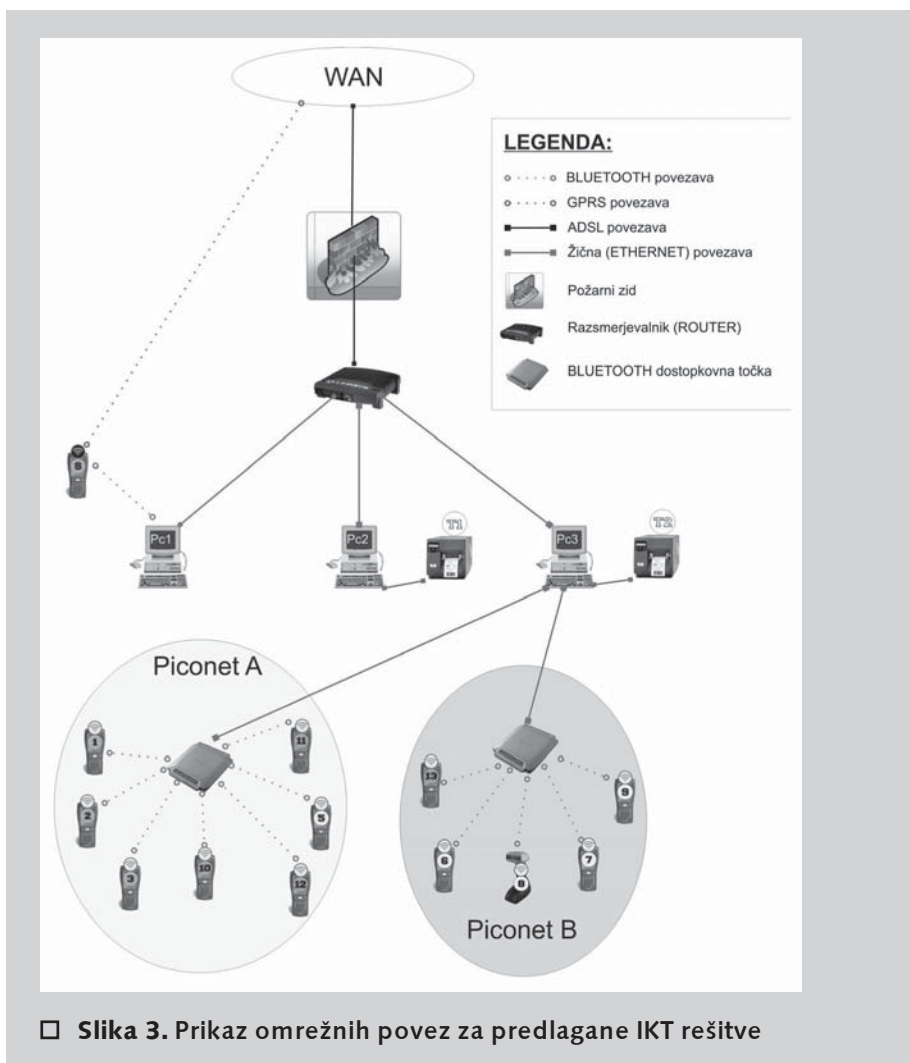 WAN
LEGENDA:
BLUETOOTH povezava
GPRS povezava
ADSL povezava
Žična (ETHERNET) povezava
Požarni zid
Razsmerjevalnik (ROUTER)
BLUETOOTH dostopkovna točka
S
Pc1
Pc2
T1
Pc3
T2
Piconet A
1
11
2
5
3
10
12
Piconet B
13
9
6
8
7
Slika 3. Prikaz omrežnih povez za predlagane IKT rešitve